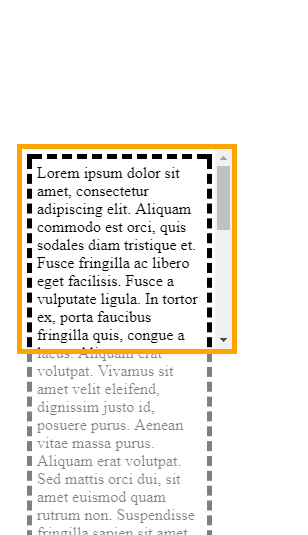 Lorem ipsum dolor sit
amet, consectetur
adipiscing elit. Aliquam
commodo est orci, quis
sodales diam tristique et.
Fusce fringilla ac libero
eget facilisis. Fusce a
vulputate ligula. In tortor
ex, porta faucibus
fringilla quis, congue a
lacus. Aliquam erat
volutpat. Vivamus sit
amet velit eleifend,
dignissim justo id,
posuere purus. Aenean
vitae massa purus.
Aliquam erat volutpat.
Sed mattis orci dui, sit
amet euismod quam
rutrum non. Suspendisse
fringilla sapien sit amet